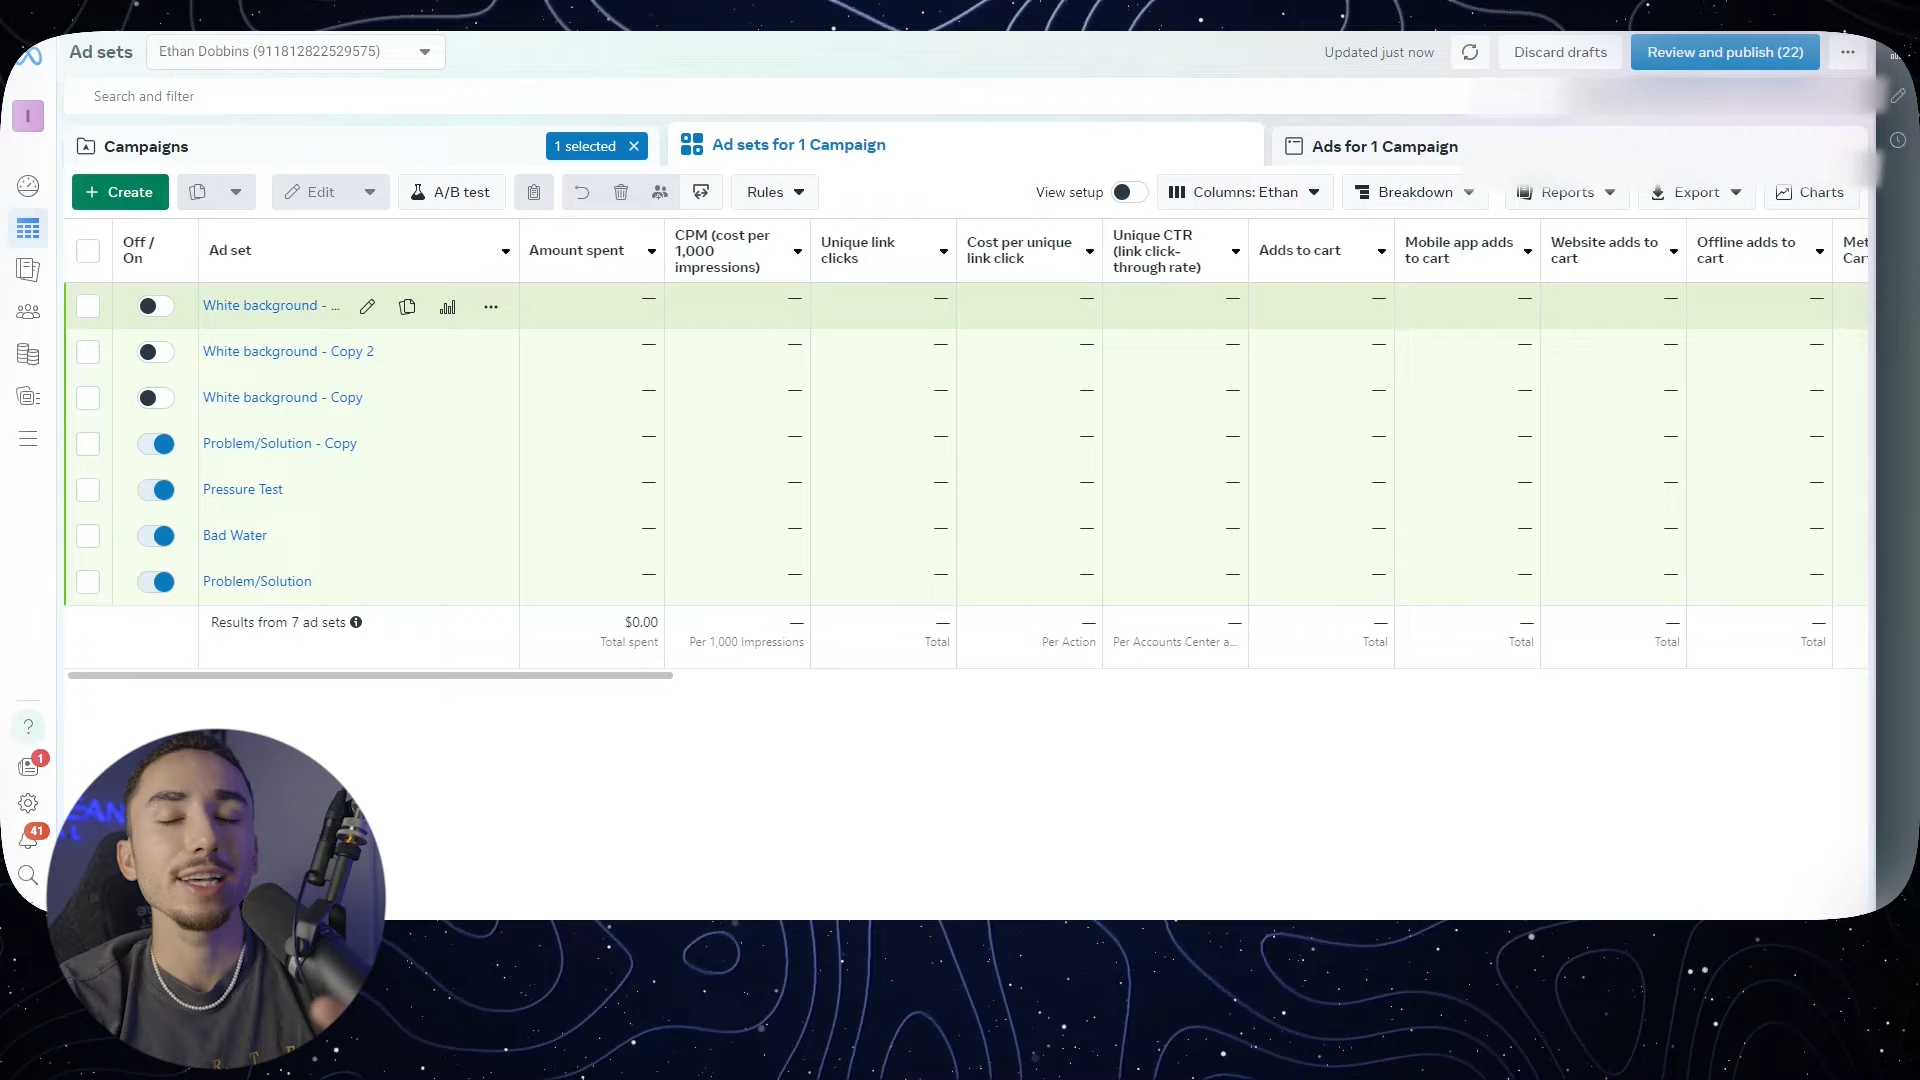 Ad sets
Ethan Dobbins (911812822529575)
Updated just now
Discard drafts
Review and publish (22)
Search and filter
I
Campaigns
1 selected
Ad sets for 1 Campaign
Ads for 1 Campaign
Create
Edit
A/B test
Rules
View setup
Columns: Ethan
Breakdown
Reports
Export
Charts
Off / On
Ad set
Amount spent
CPM (cost per 1,000 impressions)
Unique link clicks
Cost per unique link click
Unique CTR (link click-through rate)
Adds to cart
Mobile app adds to cart
Website adds to cart
Offline adds to cart
Met
Car
White background - ...
— — — — — — — — —
White background - Copy 2
— — — — — — — — —
White background - Copy
— — — — — — — — —
Problem/Solution - Copy
— — — — — — — — —
Pressure Test
— — — — — — — — —
Bad Water
— — — — — — — — —
Problem/Solution
— — — — — — — — —
Results from 7 ad sets
$0.00 — — — — — — — —
Total spent
Per 1,000 Impressions
Total
Per Action
Per Accounts Center a...
Total
Total
Total
Total
?
1
41